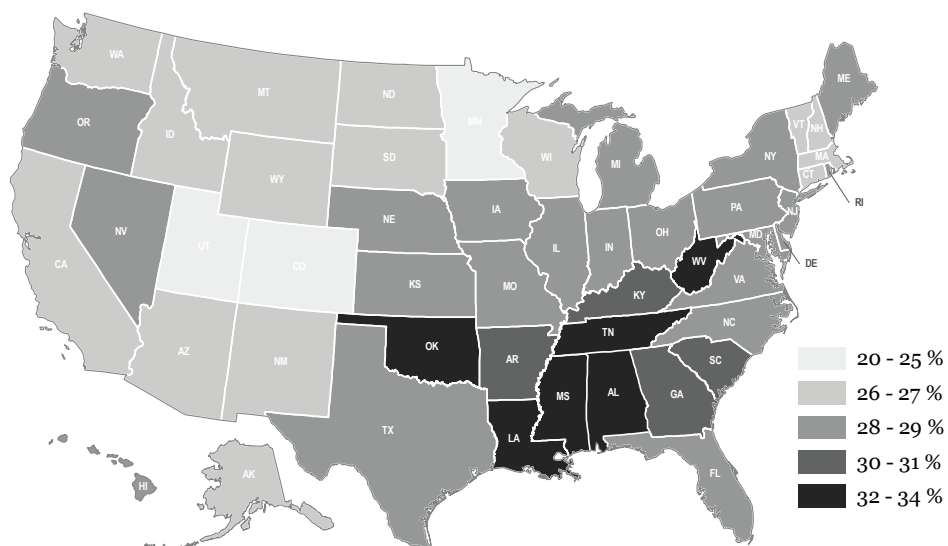 WA
MT
ND
MN
ME
OR
ID
SD
WI
MI
VT
NH
NY
MA
CT
RI
WY
NE
IA
PA
NJ
NV
UT
CO
IL
IN
OH
MD
DE
CA
KS
MO
WV
VA
KY
AZ
NM
OK
AR
TN
NC
SC
MS
AL
GA
TX
LA
FL
HI
AK
20 - 25 %
26 - 27 %
28 - 29 %
30 - 31 %
32 - 34 %